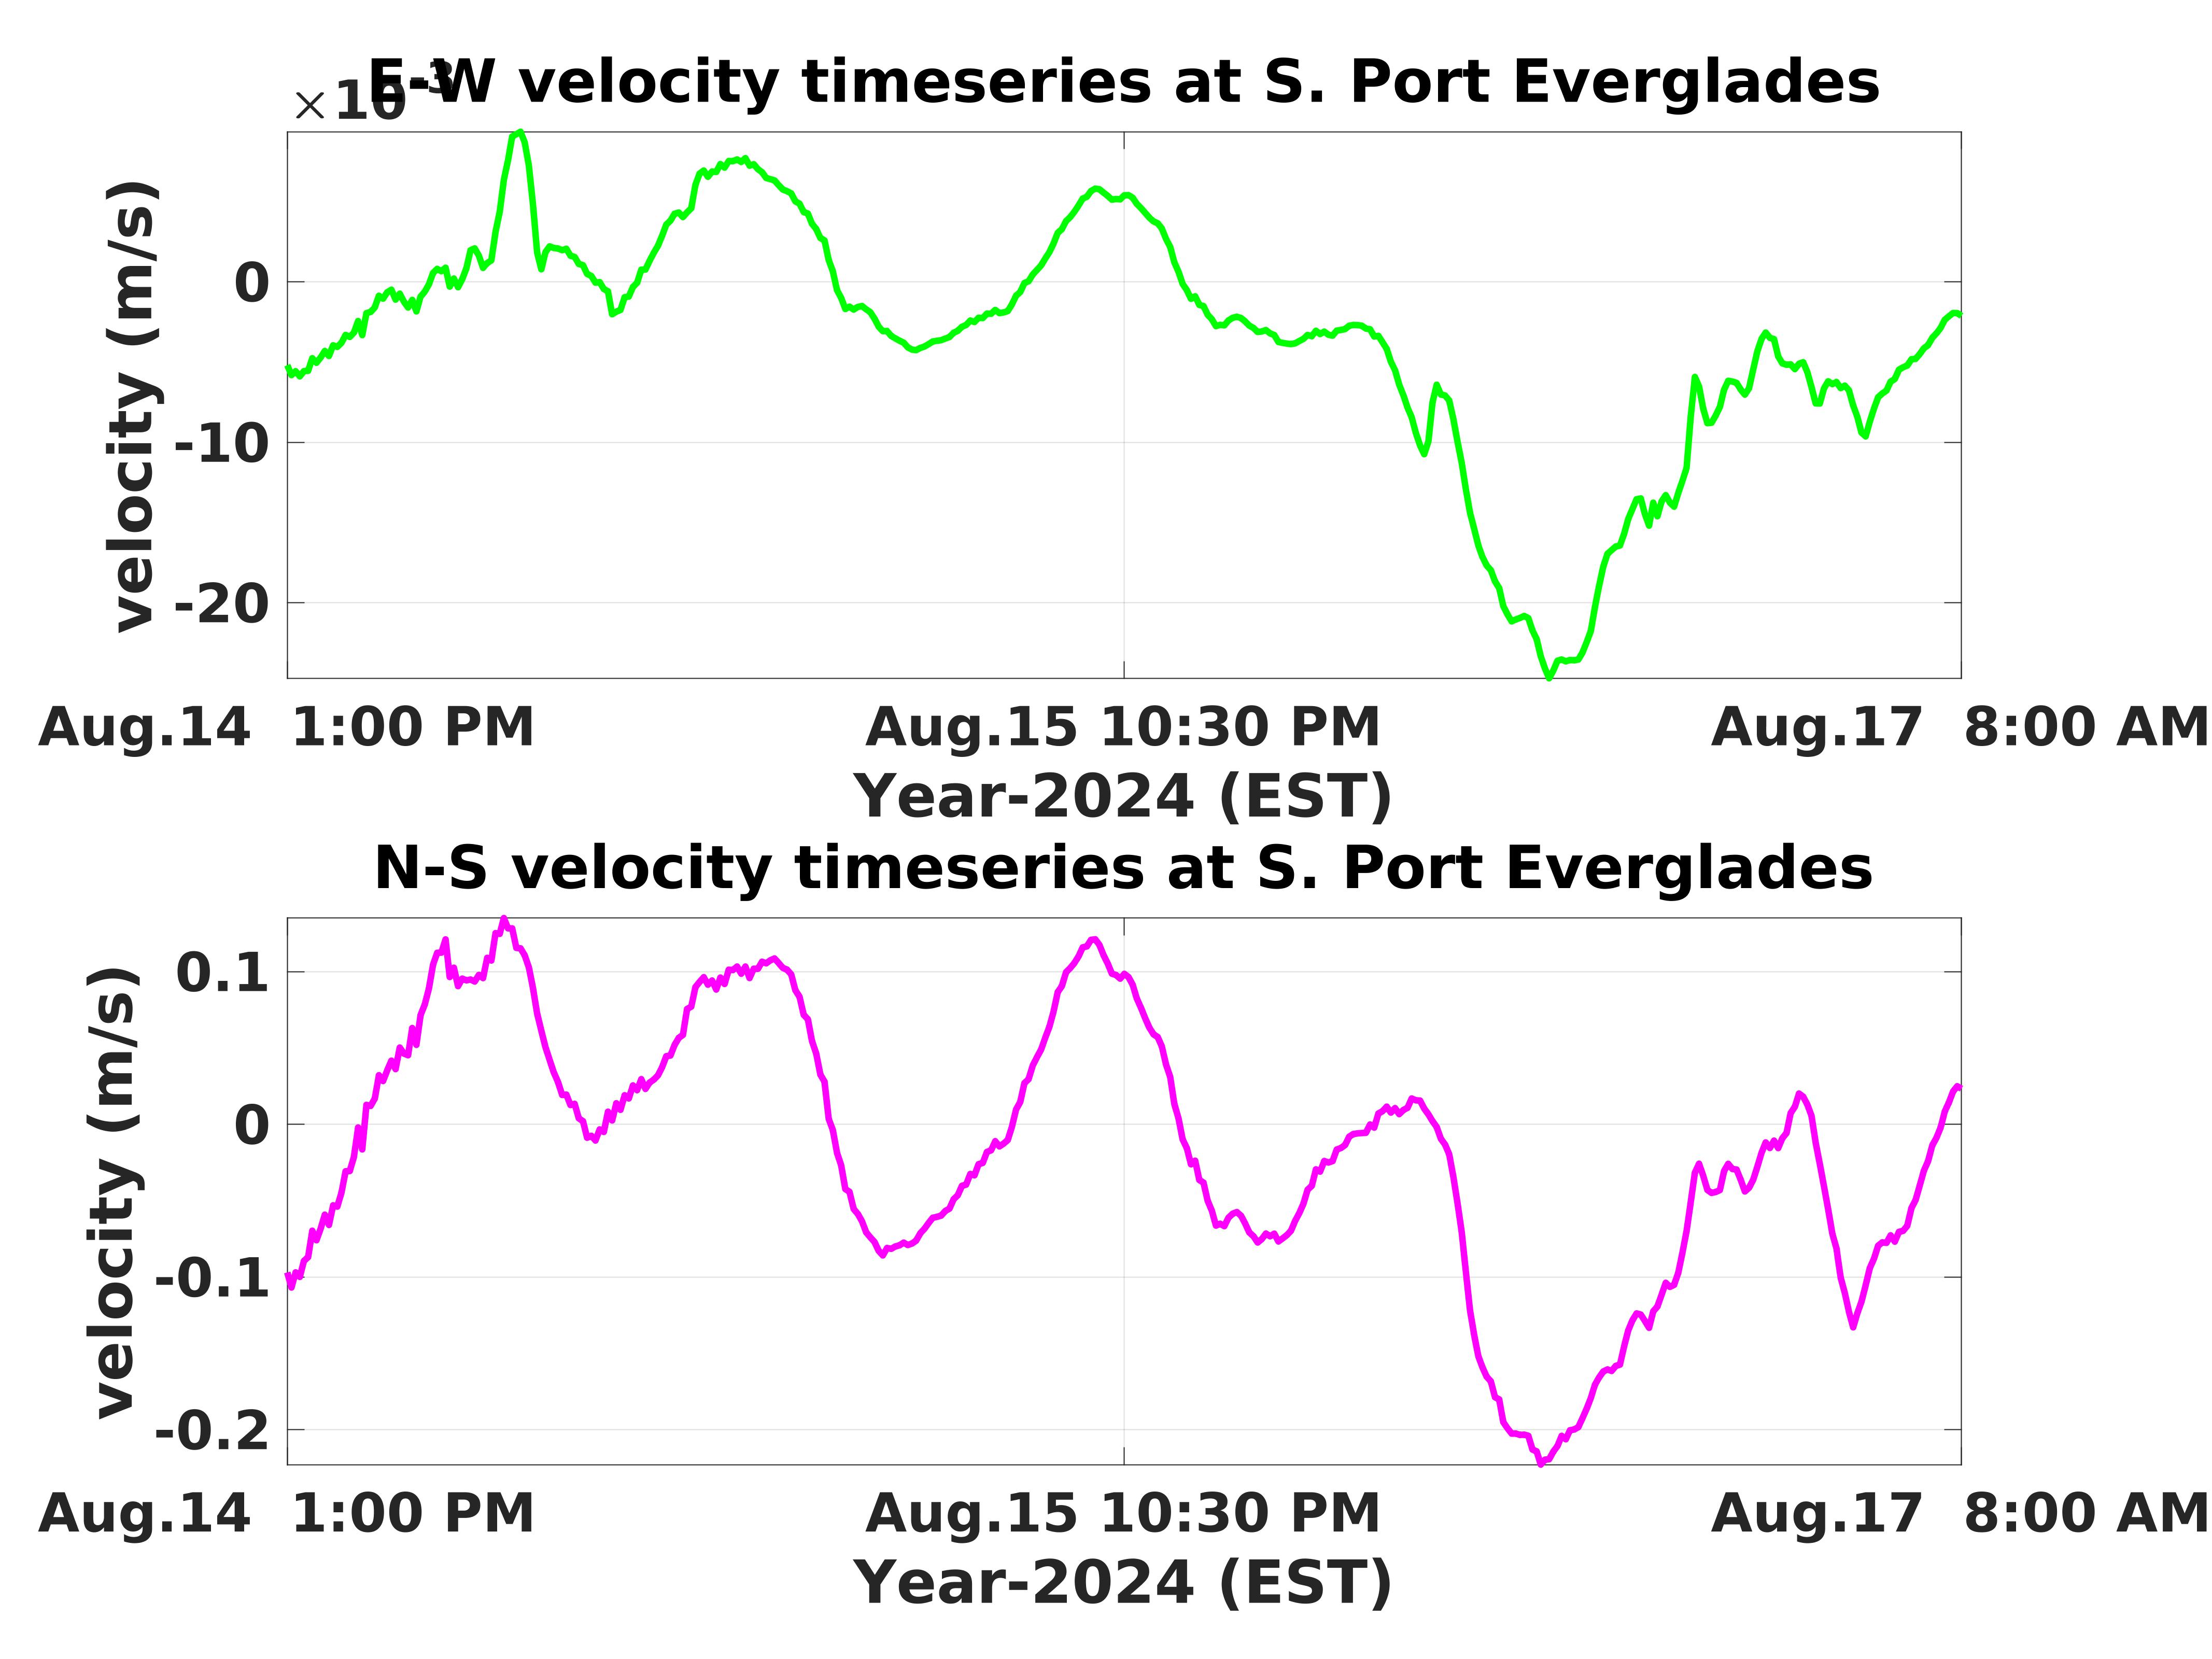 E-W velocity timeseries at S. Port Everglades
×10-3
velocity (m/s)
0
-10
-20
Aug.14 1:00 PM Aug.15 10:30 PM Aug.17 8:00 AM
Year-2024 (EST)
N-S velocity timeseries at S. Port Everglades
velocity (m/s)
0.1
0
-0.1
-0.2
Aug.14 1:00 PM Aug.15 10:30 PM Aug.17 8:00 AM
Year-2024 (EST)